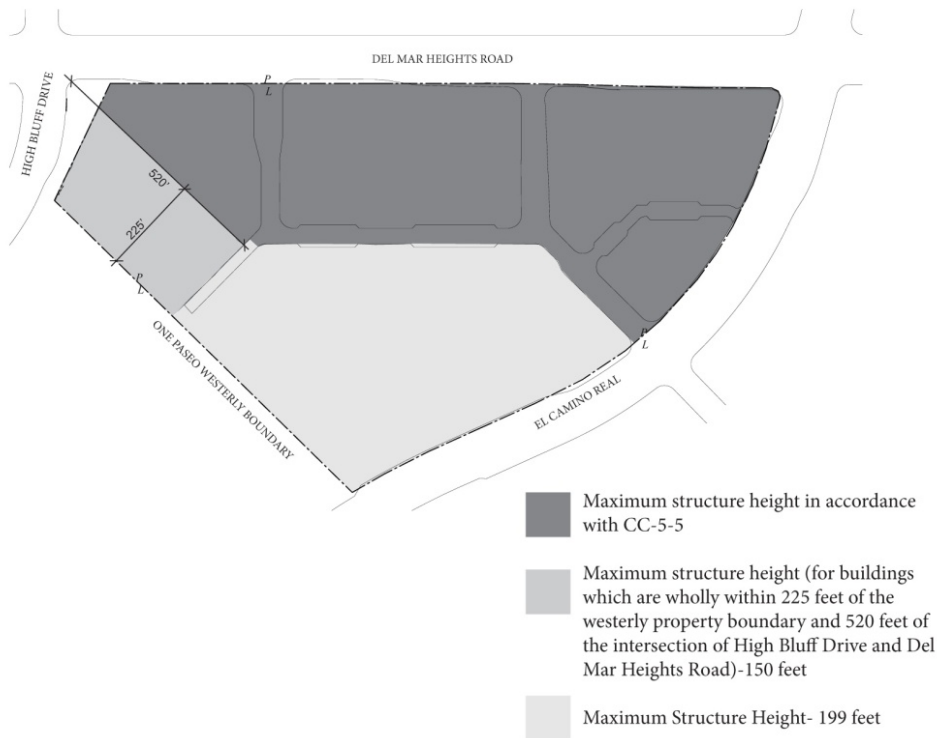 DEL MAR HEIGHTS ROAD
HIGH BLUFF DRIVE
P
L
520'
225'
P
L
ONE PASEO WESTERLY BOUNDARY
P
L
EL CAMINO REAL
Maximum structure height in accordance
with CC-5-5
Maximum structure height (for buildings
which are wholly within 225 feet of the
westerly property boundary and 520 feet of
the intersection of High Bluff Drive and Del
Mar Heights Road)-150 feet
Maximum Structure Height- 199 feet